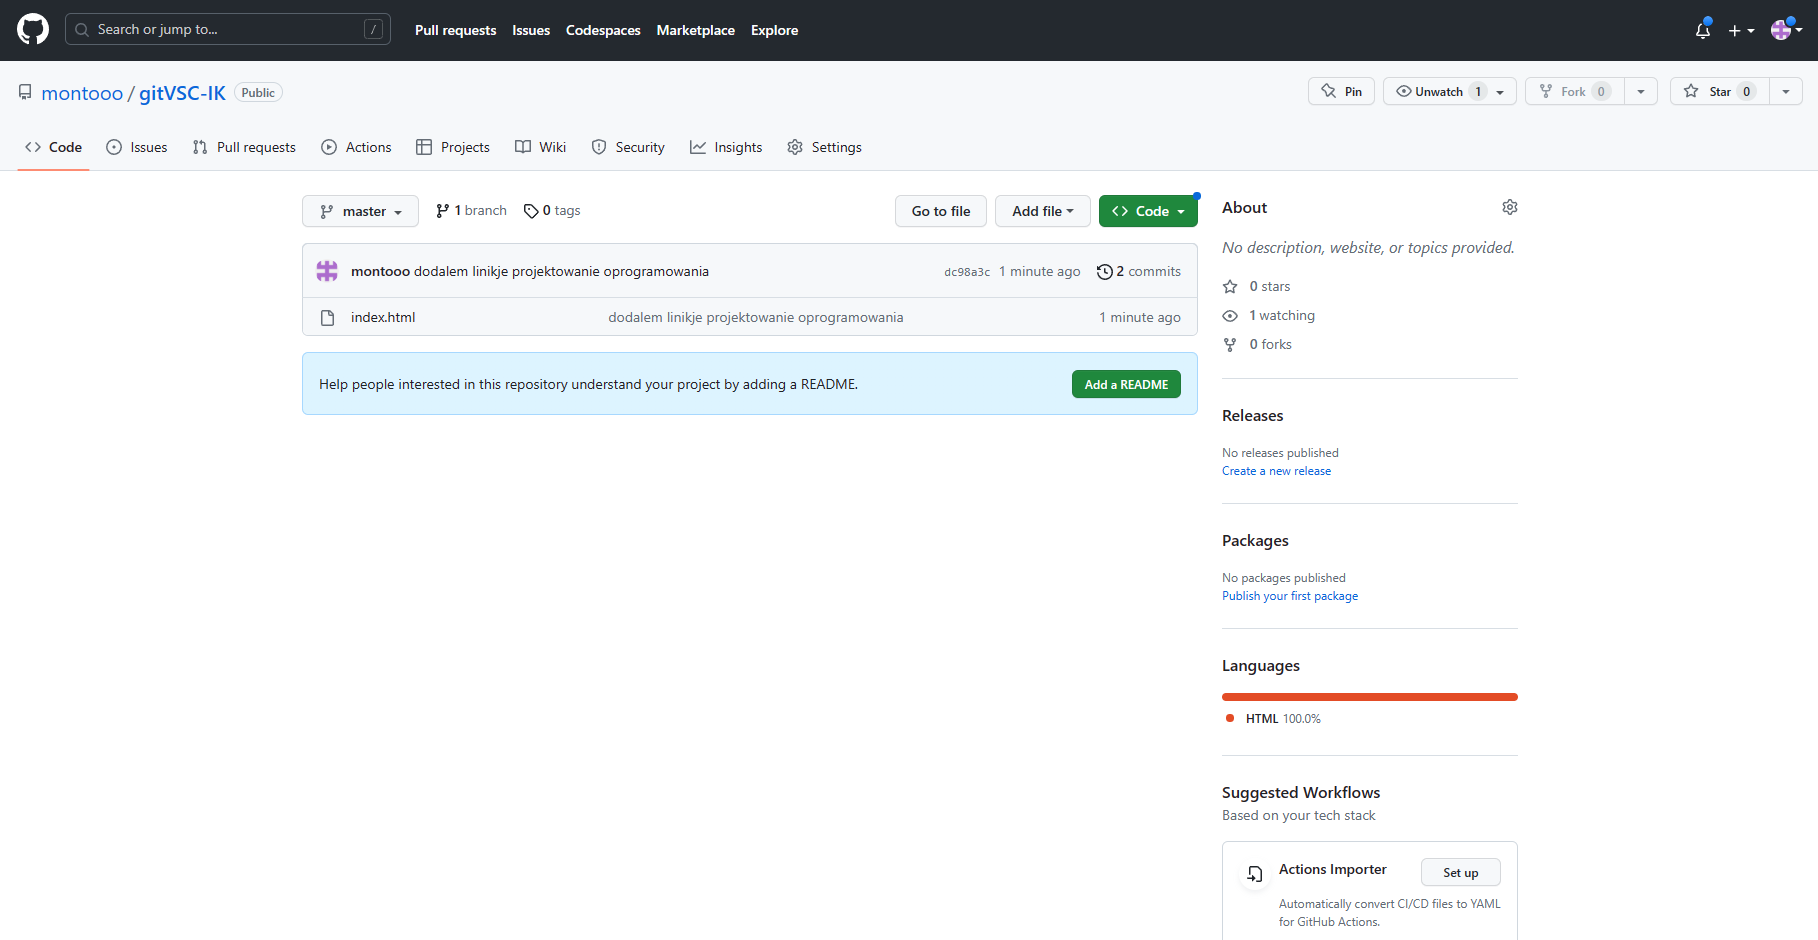 Search or jump to... /
Pull requests Issues Codespaces Marketplace Explore
montooo / gitVSC-IK Public
Pin Unwatch 1 Fork 0 Star 0
Code Issues Pull requests Actions Projects Wiki Security Insights Settings
master 1 branch 0 tags
Go to file Add file Code
montooo dodalem linikje projektowanie oprogramowania dc98a3c 1 minute ago 2 commits
index.html dodalem linikje projektowanie oprogramowania 1 minute ago
Help people interested in this repository understand your project by adding a README. Add a README
About
No description, website, or topics provided.
0 stars
1 watching
0 forks
Releases
No releases published
Create a new release
Packages
No packages published
Publish your first package
Languages
HTML 100.0%
Suggested Workflows
Based on your tech stack
Actions Importer Set up
Automatically convert CI/CD files to YAML
for GitHub Actions.